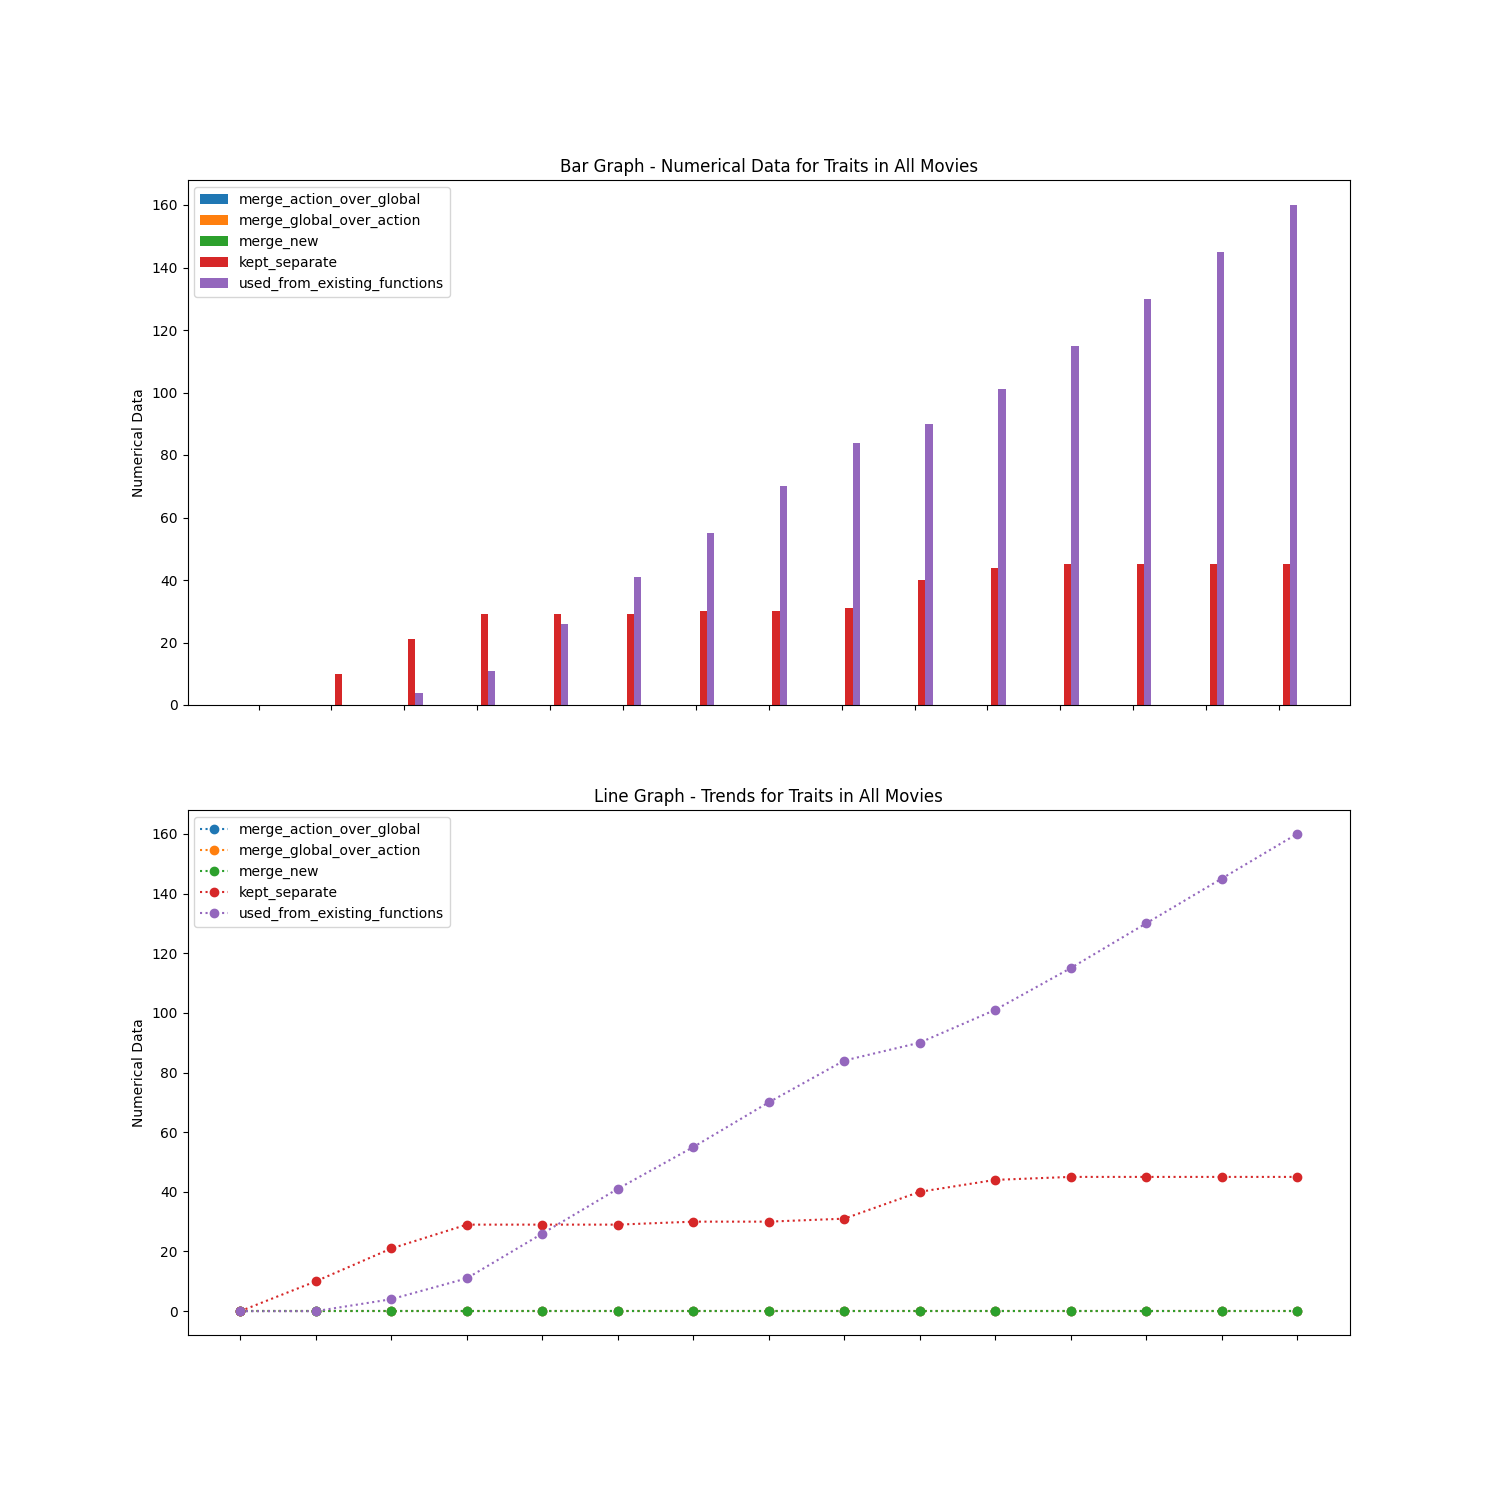 Bar Graph - Numerical Data for Traits in All Movies
merge_action_over_global
merge_global_over_action
merge_new
kept_separate
used_from_existing_functions
160
140
120
100
80
60
40
20
0
Numerical Data
Line Graph - Trends for Traits in All Movies
merge_action_over_global
merge_global_over_action
merge_new
kept_separate
used_from_existing_functions
160
140
120
100
80
60
40
20
0
Numerical Data